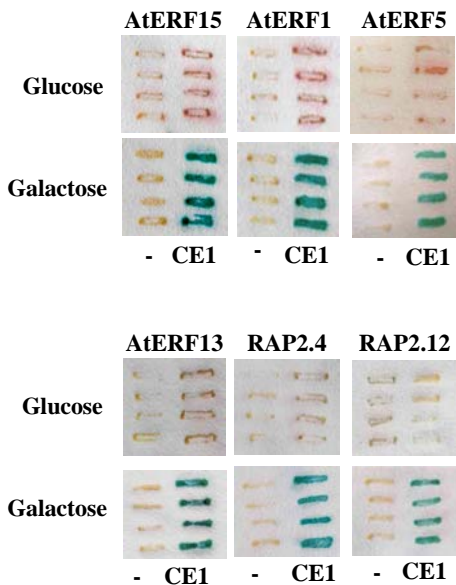 AtERF15 AtERF1 AtERF5
Glucose
Galactose
- CE1 - CE1 - CE1
AtERF13 RAP2.4 RAP2.12
Glucose
Galactose
- CE1 - CE1 - CE1